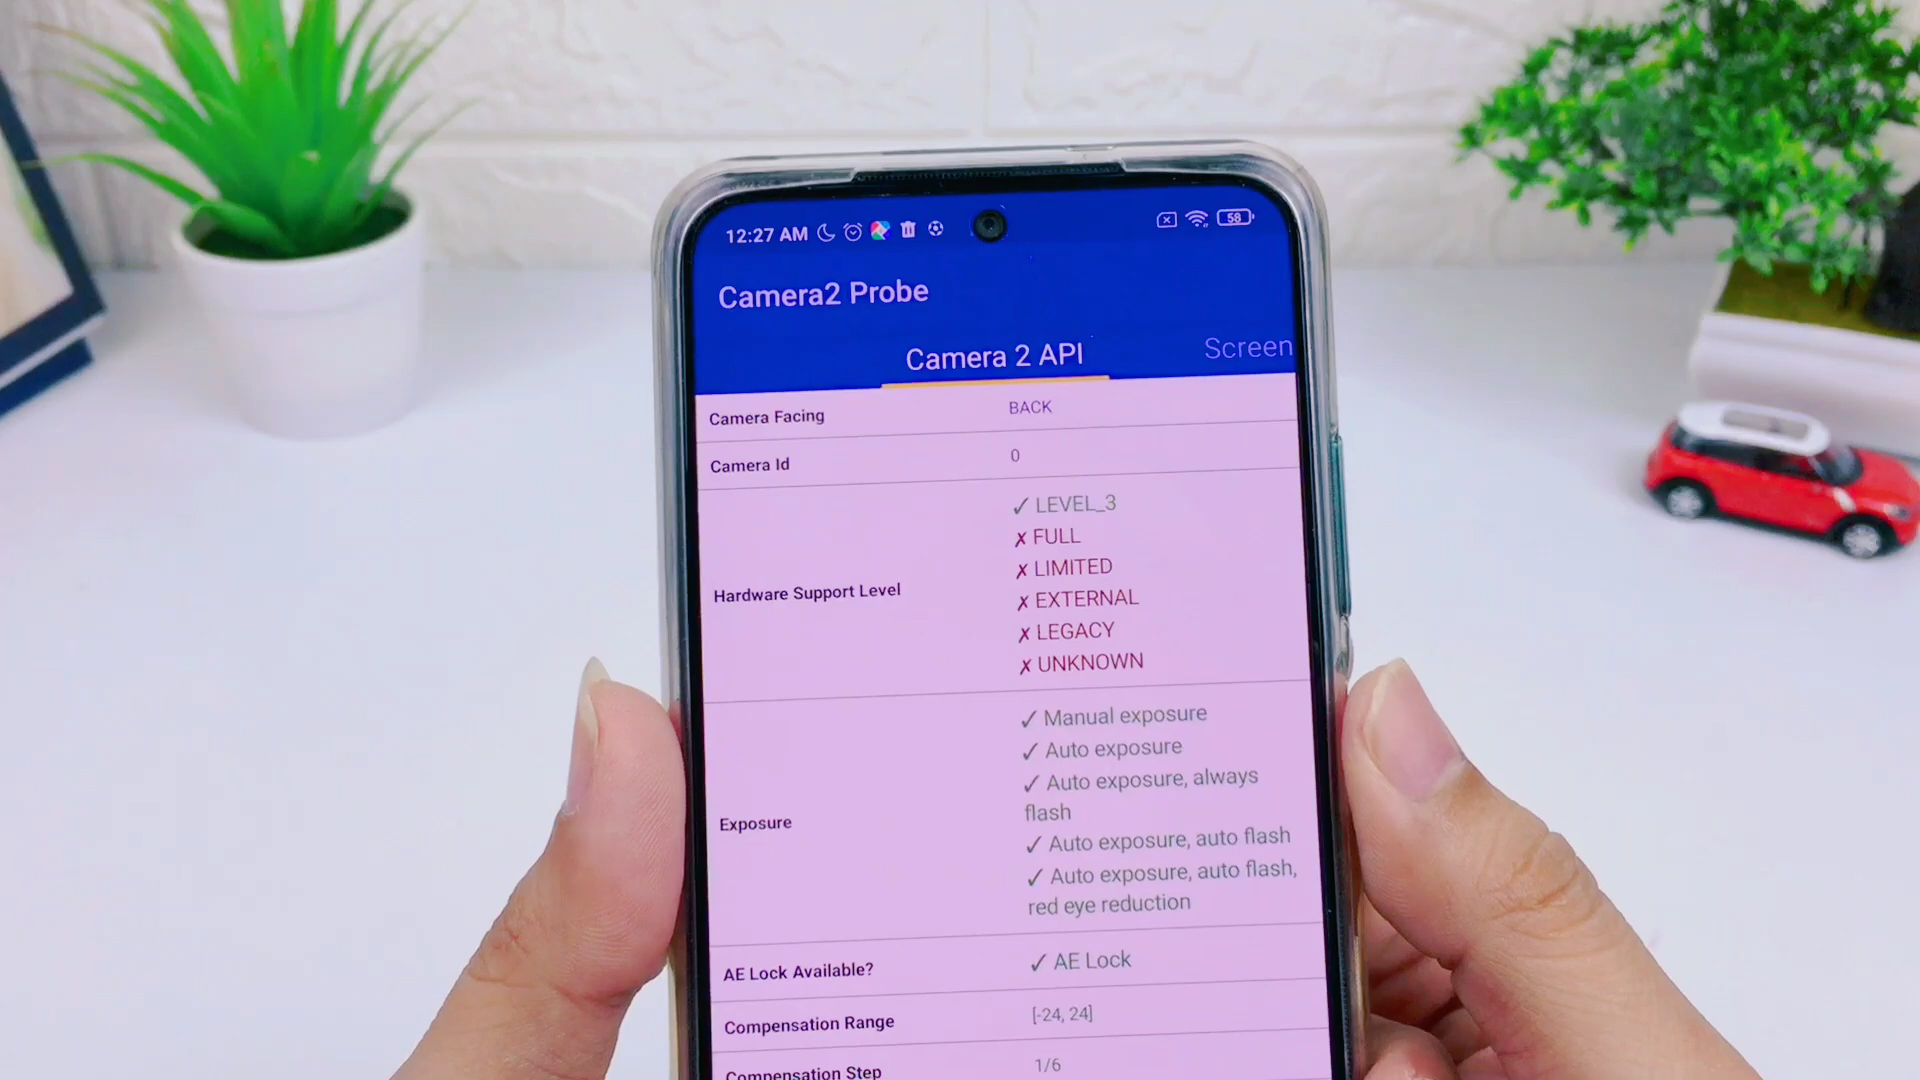 12:27 AM
58
Camera2 Probe
Camera 2 API
Screen
Camera Facing
BACK
Camera Id
0
Hardware Support Level
✓ LEVEL_3
✗ FULL
✗ LIMITED
✗ EXTERNAL
✗ LEGACY
✗ UNKNOWN
Exposure
✓ Manual exposure
✓ Auto exposure
✓ Auto exposure, always
flash
✓ Auto exposure, auto flash
✓ Auto exposure, auto flash,
red eye reduction
AE Lock Available?
✓ AE Lock
Compensation Range
[-24, 24]
Compensation Step
1/6